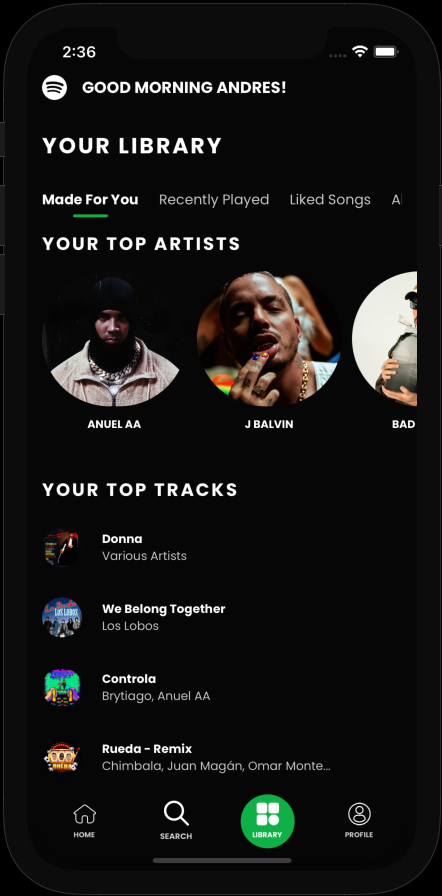 2:36
GOOD MORNING ANDRES!
YOUR LIBRARY
Made For You Recently Played Liked Songs
YOUR TOP ARTISTS
ANUEL AA J BALVIN BAD
YOUR TOP TRACKS
Donna
Various Artists
We Belong Together
Los Lobos
Controla
Brytiago, Anuel AA
Rueda - Remix
Chimbala, Juan Magán, Omar Monte...
HOME SEARCH LIBRARY PROFILE